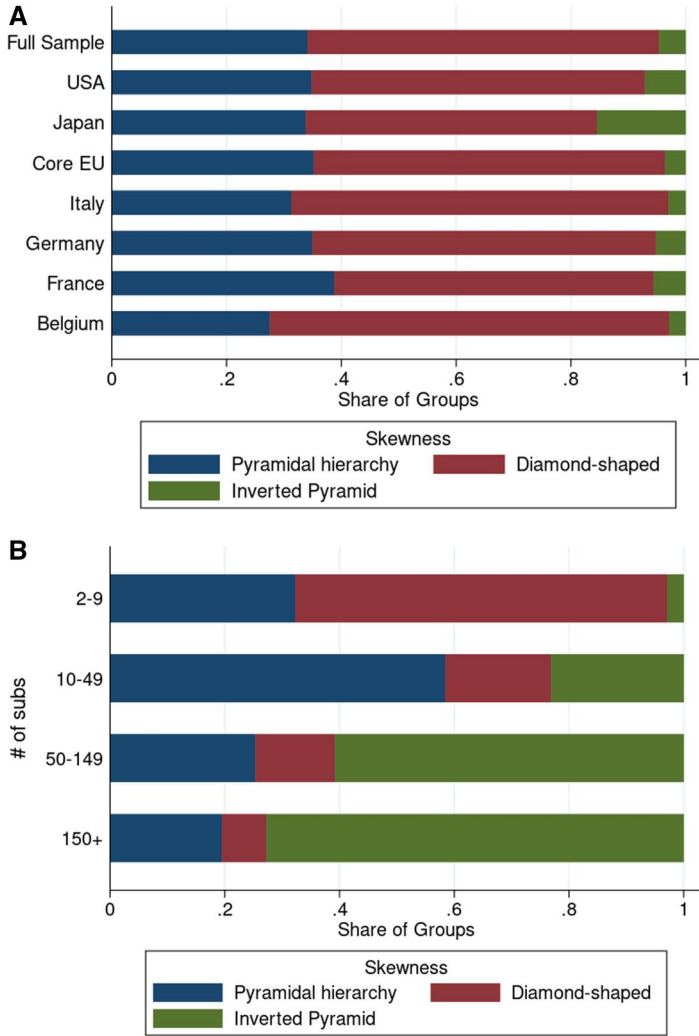 A
Full Sample
USA
Japan
Core EU
Italy
Germany
France
Belgium
0 .2 .4 .6 .8 1
Share of Groups
Skewness
Pyramidal hierarchy Diamond-shaped
Inverted Pyramid
B
# of subs
2-9
10-49
50-149
150+
0 .2 .4 .6 .8 1
Share of Groups
Skewness
Pyramidal hierarchy Diamond-shaped
Inverted Pyramid